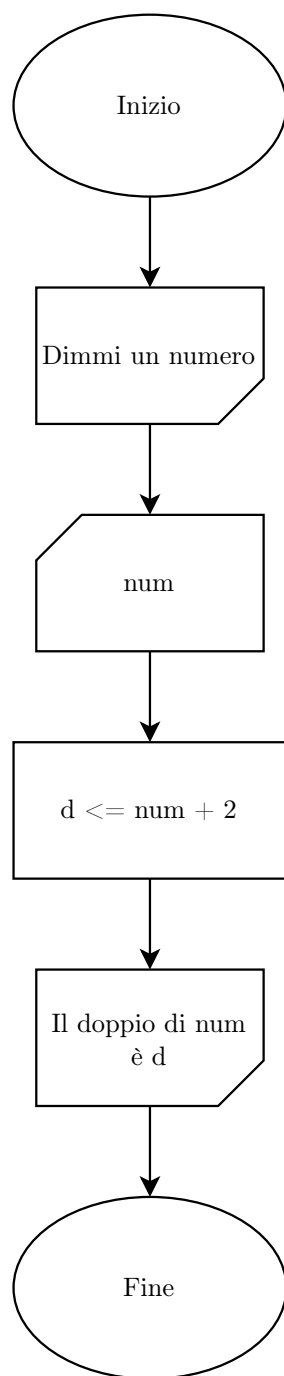 Inizio
Dimmi un numero
num
d <= num + 2
Il doppio di num
è d
Fine